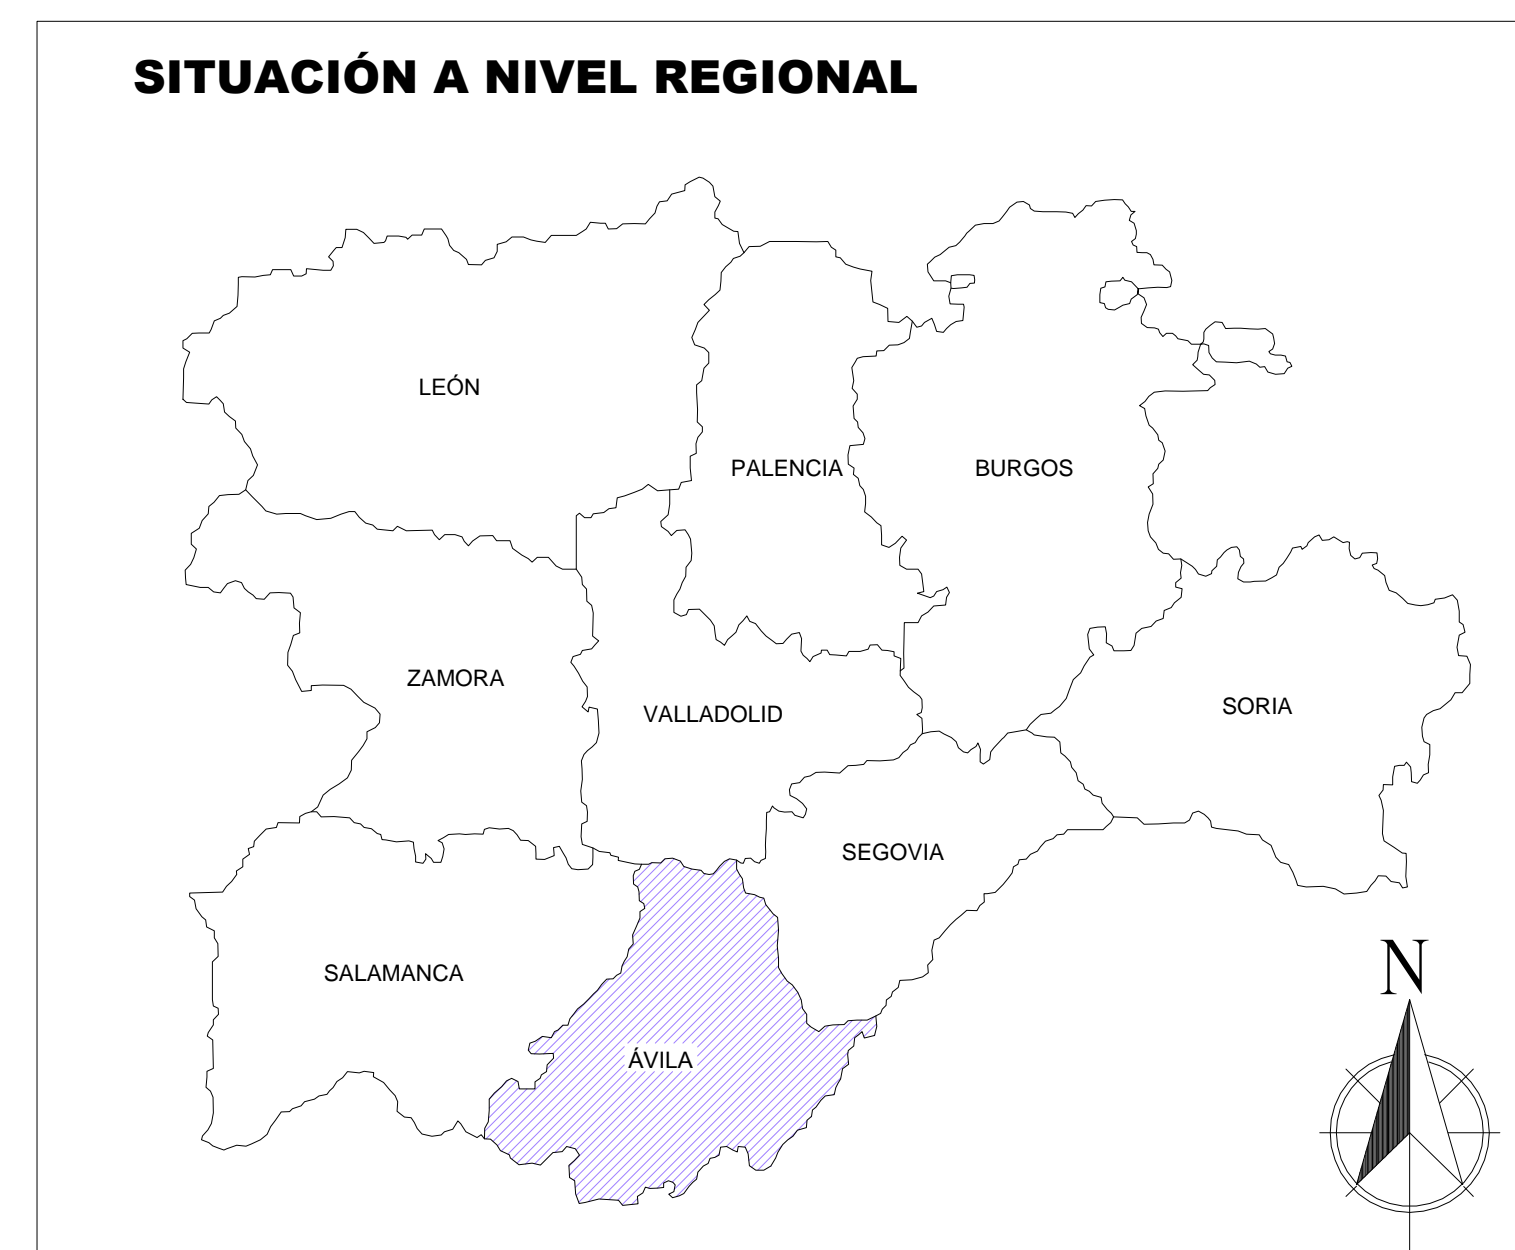 SITUACIÓN A NIVEL REGIONAL
LEÓN
PALENCIA
BURGOS
ZAMORA
VALLADOLID
SORIA
SEGOVIA
SALAMANCA
N
ÁVILA